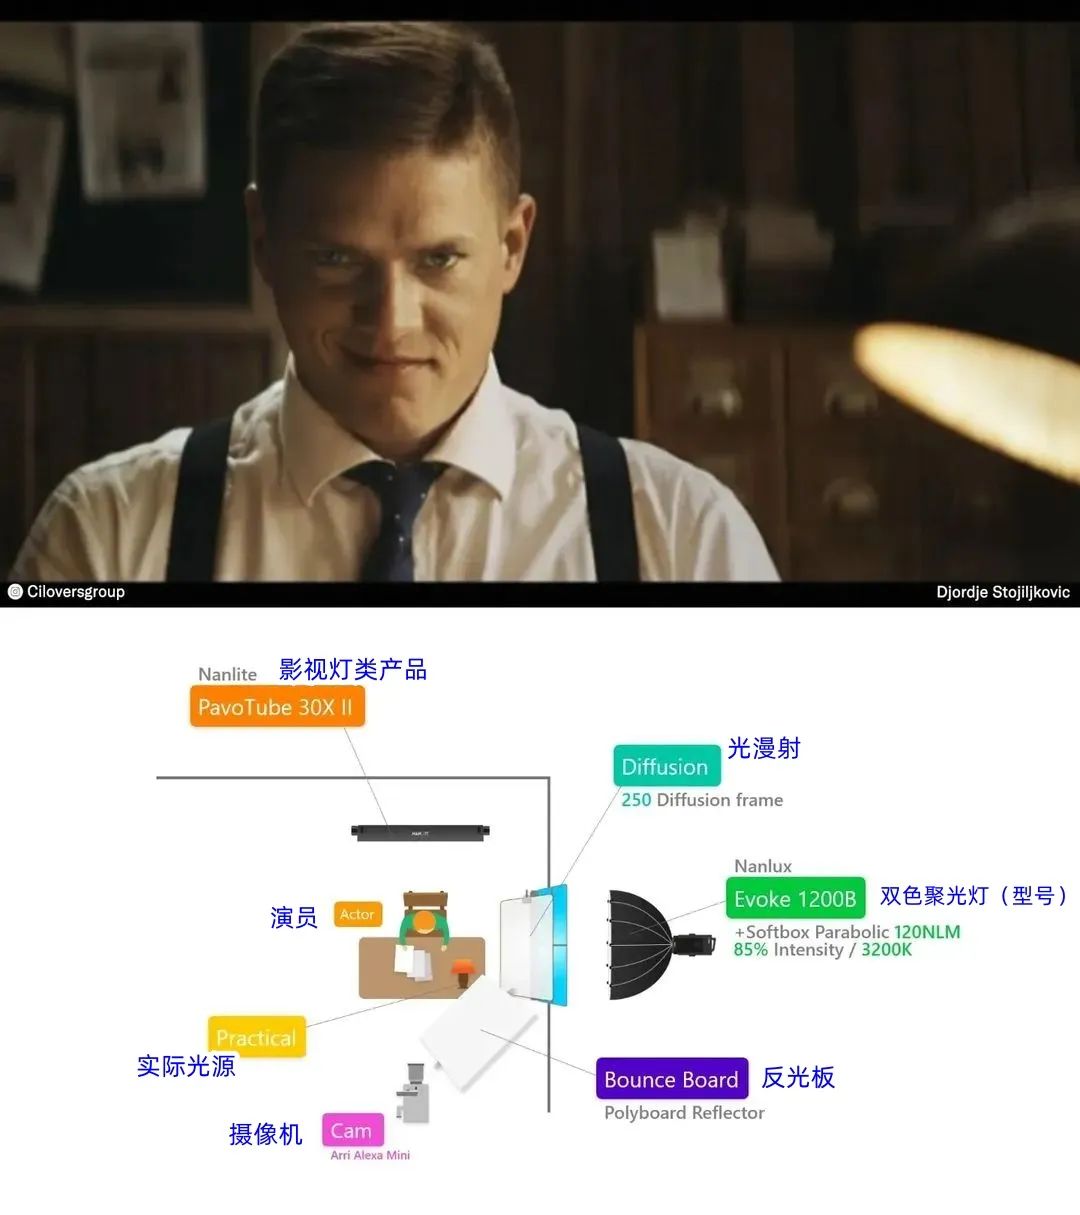 Ciloversgroup
Djordje Stojiljkovic
Nanlite 影视灯类产品
PavoTube 30X II
Diffusion 光漫射
250 Diffusion frame
Nanlux
Evoke 1200B 双色聚光灯（型号）
+Softbox Parabolic 120NLM
85% Intensity / 3200K
演员 Actor
Practical
实际光源
Bounce Board 反光板
Polyboard Reflector
摄像机 Cam
Arri Alexa Mini